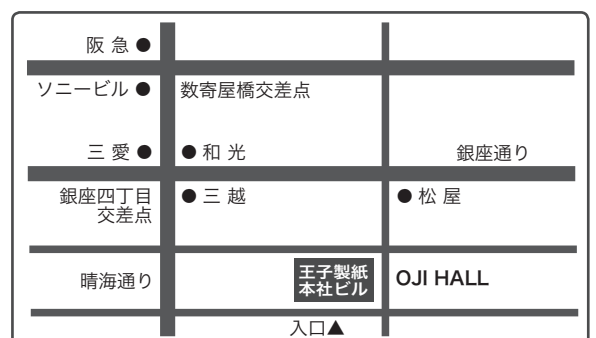 阪 急 ●
ソニービル ● 数寄屋橋交差点
三 愛 ● ● 和 光 銀座通り
銀座四丁目
交差点
● 三 越 ● 松 屋
晴海通り
王子製紙
本社ビル
OJI HALL
入口▲